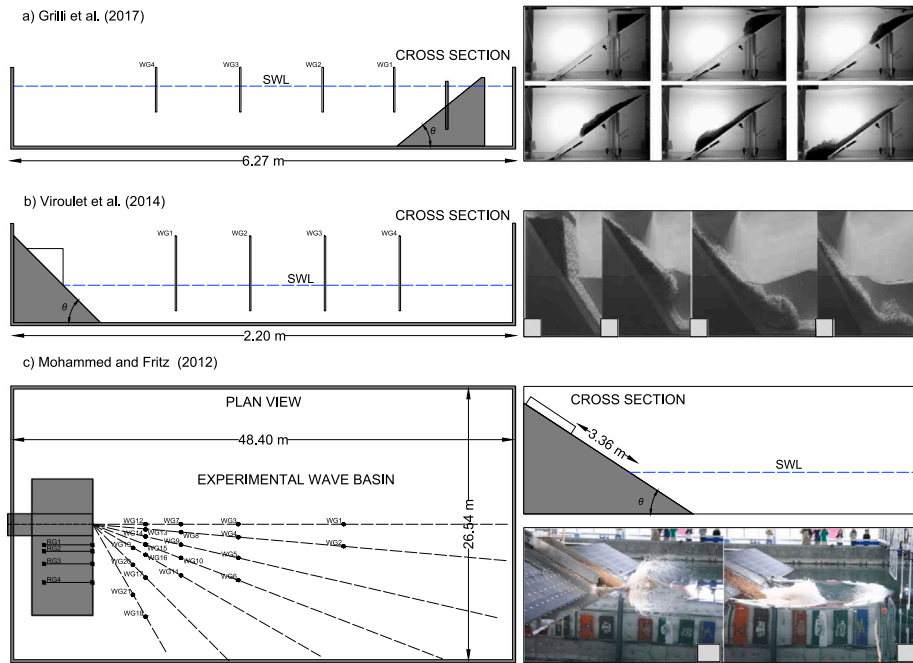 a) Grilli et al. (2017)
CROSS SECTION
WG4
WG3
WG2
WG1
SWL
θ
6.27 m
b) Viroulet et al. (2014)
CROSS SECTION
WG1
WG2
WG3
WG4
SWL
θ
2.20 m
c) Mohammed and Fritz (2012)
PLAN VIEW
48.40 m
EXPERIMENTAL WAVE BASIN
26.54 m
WG12
WG7
WG3
WG1
WG13
WG8
WG4
WG2
RG1
RG2
RG3
RG4
WG15
WG9
WG5
WG16
WG10
WG11
WG6
WG17
WG21
WG18
CROSS SECTION
3.36 m
SWL
θ